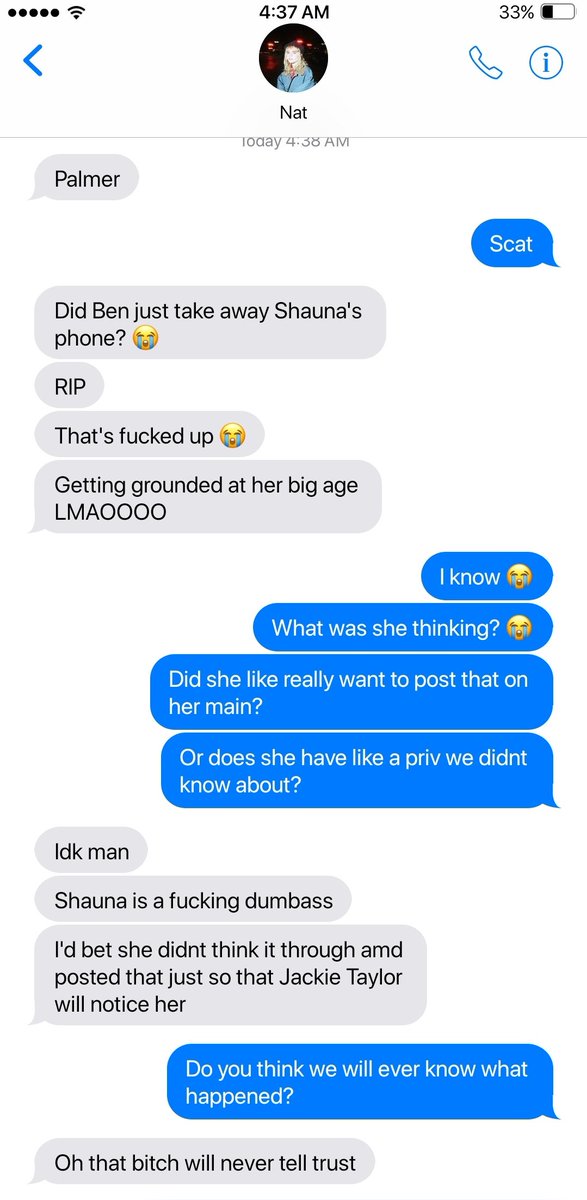 4:37 AM
33%
Nat
Today 4:38 AM
Palmer
Scat
Did Ben just take away Shauna's
phone? 😭
RIP
That's fucked up 😭
Getting grounded at her big age
LMAOOOO
I know 😭
What was she thinking? 😭
Did she like really want to post that on
her main?
Or does she have like a priv we didnt
know about?
Idk man
Shauna is a fucking dumbass
I'd bet she didnt think it through amd
posted that just so that Jackie Taylor
will notice her
Do you think we will ever know what
happened?
Oh that bitch will never tell trust